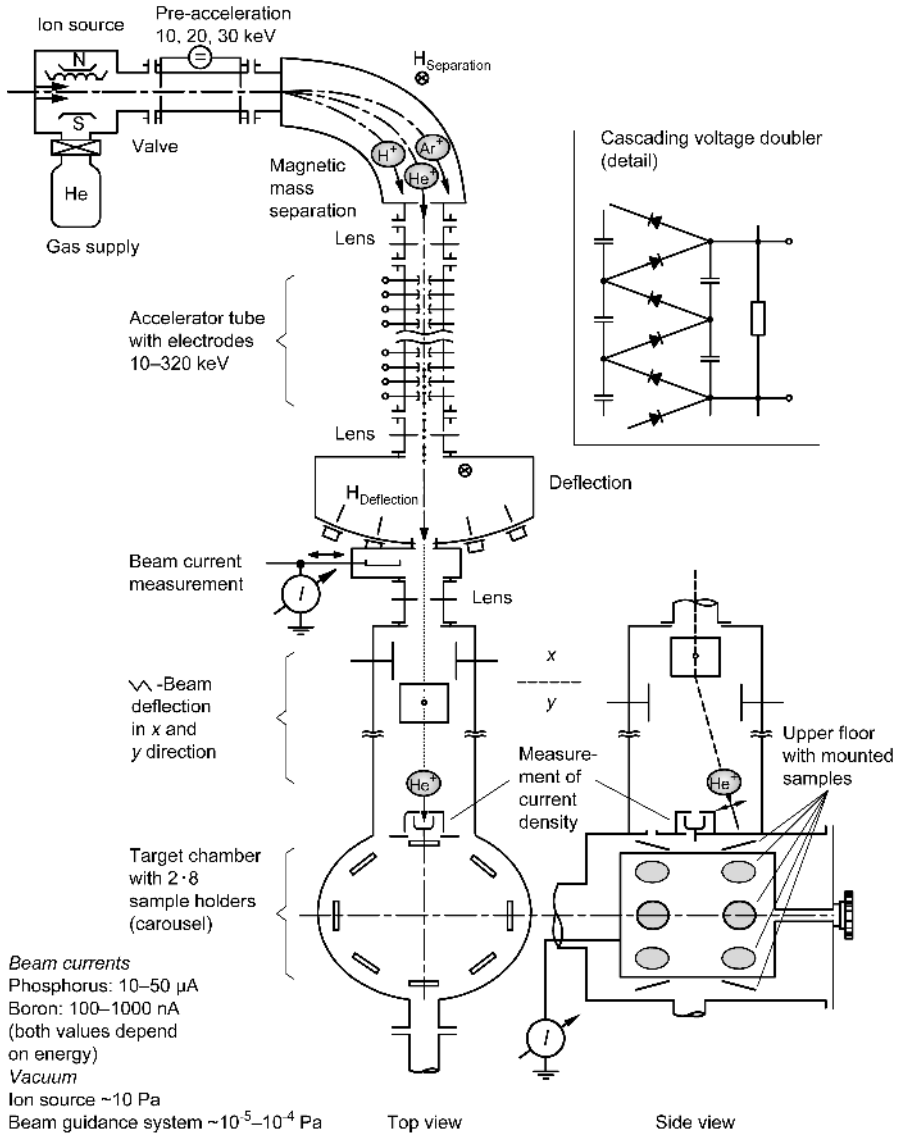 Ion source
Pre-acceleration
10, 20, 30 keV
N
S
=
H_Separation
Valve
He
Gas supply
Magnetic
mass
separation
H⁺
Ar⁺
He⁺
Cascading voltage doubler
(detail)
Lens
Accelerator tube
with electrodes
10–320 keV
Lens
H_Deflection
Deflection
Beam current
measurement
I
Lens
-Beam
deflection
in x and
y direction
x
y
He⁺
Measure-
ment of
current
density
He⁺
Upper floor
with mounted
samples
Target chamber
with 2·8
sample holders
(carousel)
I
Beam currents
Phosphorus: 10–50 µA
Boron: 100–1000 nA
(both values depend
on energy)
Vacuum
Ion source ~10 Pa
Beam guidance system ~10⁻⁵–10⁻⁴ Pa
Top view
Side view